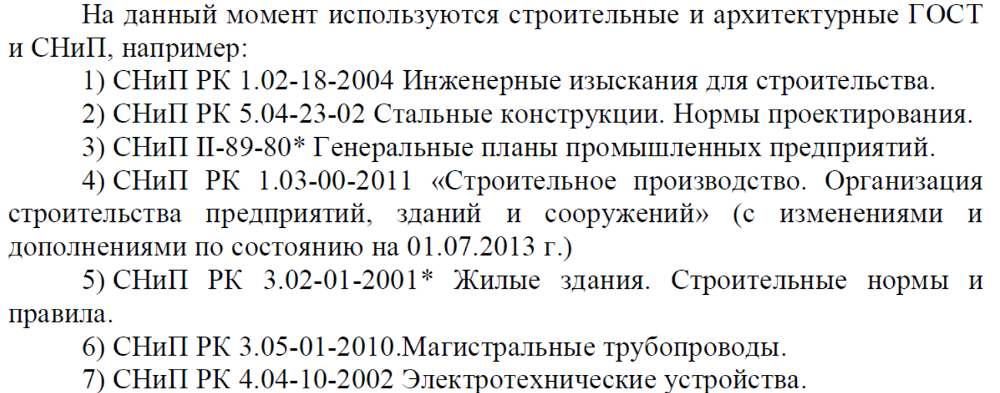 На данный момент используются строительные и архитектурные ГОСТ
и СНиП, например:
1) СНиП РК 1.02-18-2004 Инженерные изыскания для строительства.
2) СНиП РК 5.04-23-02 Стальные конструкции. Нормы проектирования.
3) СНиП II-89-80* Генеральные планы промышленных предприятий.
4) СНиП РК 1.03-00-2011 «Строительное производство. Организация
строительства предприятий, зданий и сооружений» (с изменениями и
дополнениями по состоянию на 01.07.2013 г.)
5) СНиП РК 3.02-01-2001* Жилые здания. Строительные нормы и
правила.
6) СНиП РК 3.05-01-2010.Магистральные трубопроводы.
7) СНиП РК 4.04-10-2002 Электротехнические устройства.